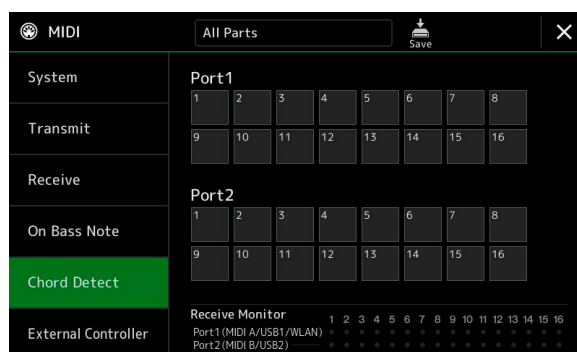 MIDI
All Parts
Save
System
Transmit
Receive
On Bass Note
Chord Detect
External Controller
Port1
1 2 3 4 5 6 7 8
9 10 11 12 13 14 15 16
Port2
1 2 3 4 5 6 7 8
9 10 11 12 13 14 15 16
Receive Monitor 1 2 3 4 5 6 7 8 9 10 11 12 13 14 15 16
Port1(MIDI A/USB1/WLAN)
Port2(MIDI B/USB2)